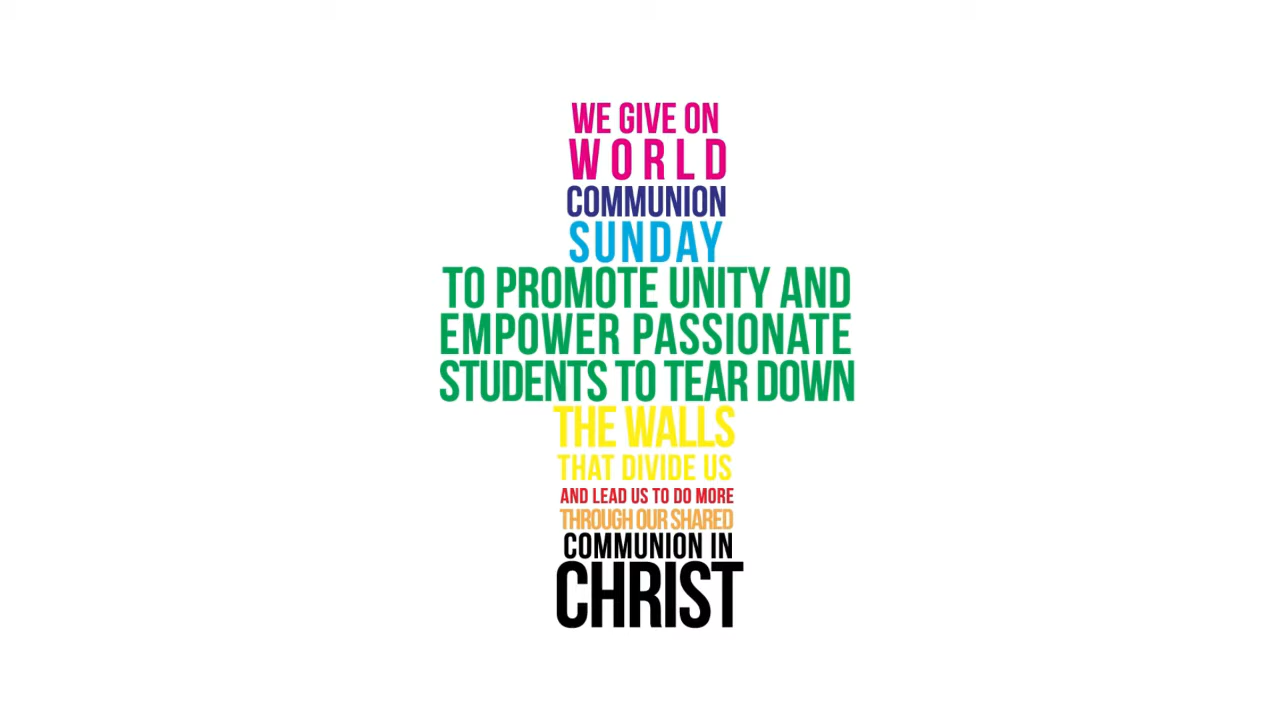 WE GIVE ON
WORLD
COMMUNION
SUNDAY
TO PROMOTE UNITY AND
EMPOWER PASSIONATE
STUDENTS TO TEAR DOWN
THE WALLS
THAT DIVIDE US
AND LEAD US TO DO MORE
THROUGH OUR SHARED
COMMUNION IN
CHRIST